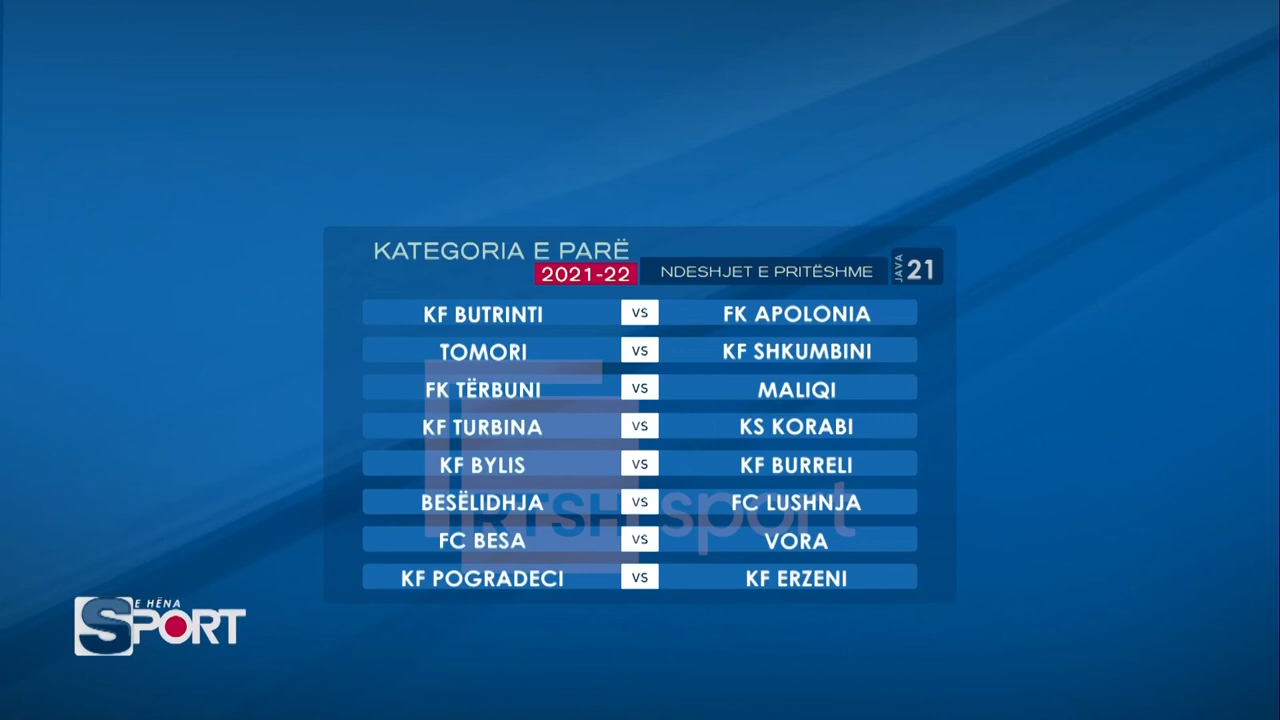 KATEGORIA E PARË
2021-22 NDESHJET E PRITËSHME JAVA 21
KF BUTRINTI VS FK APOLONIA
TOMORI VS KF SHKUMBINI
FK TËRBUNI VS MALIQI
KF TURBINA VS KS KORABI
KF BYLIS VS KF BURRELI
BESËLIDHJA VS FC LUSHNJA
RTSH sport
FC BESA VS VORA
KF POGRADECI VS KF ERZENI
E HËNA
SPORT